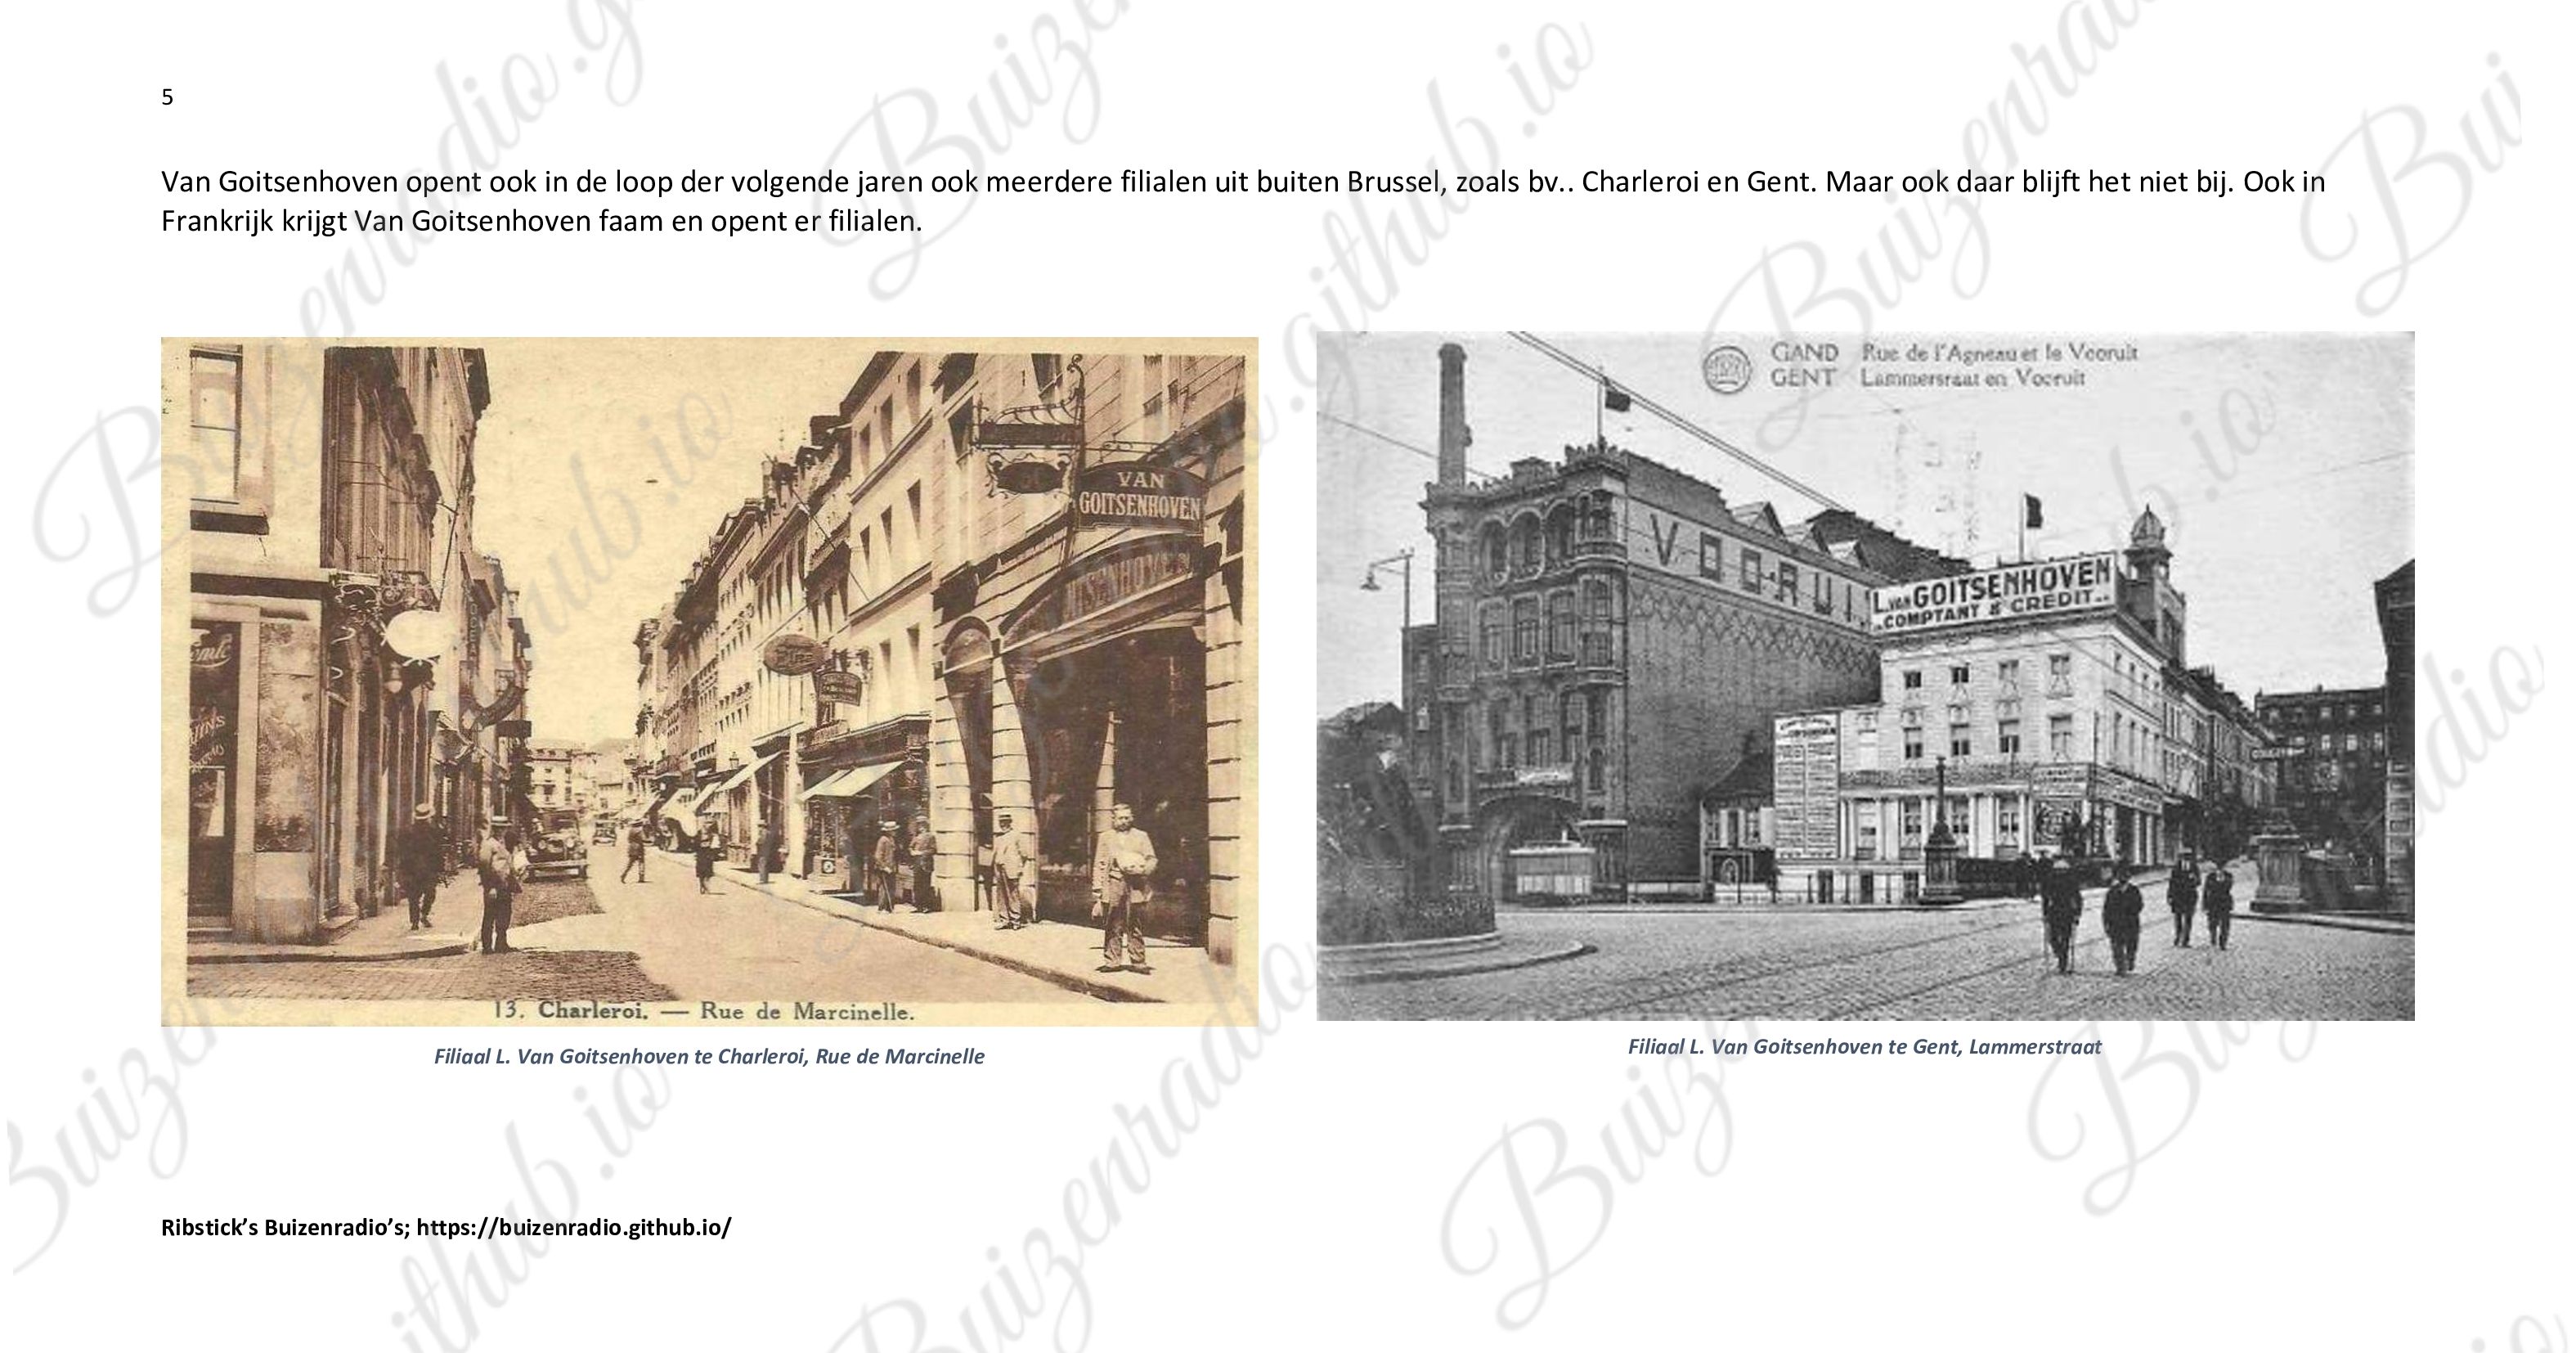 5
Van Goitsenhoven opent ook in de loop der volgende jaren ook meerdere filialen uit buiten Brussel, zoals bv.. Charleroi en Gent. Maar ook daar blijft het niet bij. Ook in
Frankrijk krijgt Van Goitsenhoven faam en opent er filialen.
VAN
GOITSENHOVEN
13. Charleroi. — Rue de Marcinelle.
Filiaal L. Van Goitsenhoven te Charleroi, Rue de Marcinelle
GAND Rue de l'Agneau et le Vooruit
GENT Lammersraat en Vooruit
VOORUIT
L. VAN GOITSENHOVEN
COMPTANT & CREDIT
Filiaal L. Van Goitsenhoven te Gent, Lammerstraat
Ribstick's Buizenradio's; https://buizenradio.github.io/
Buizenradio.github.io